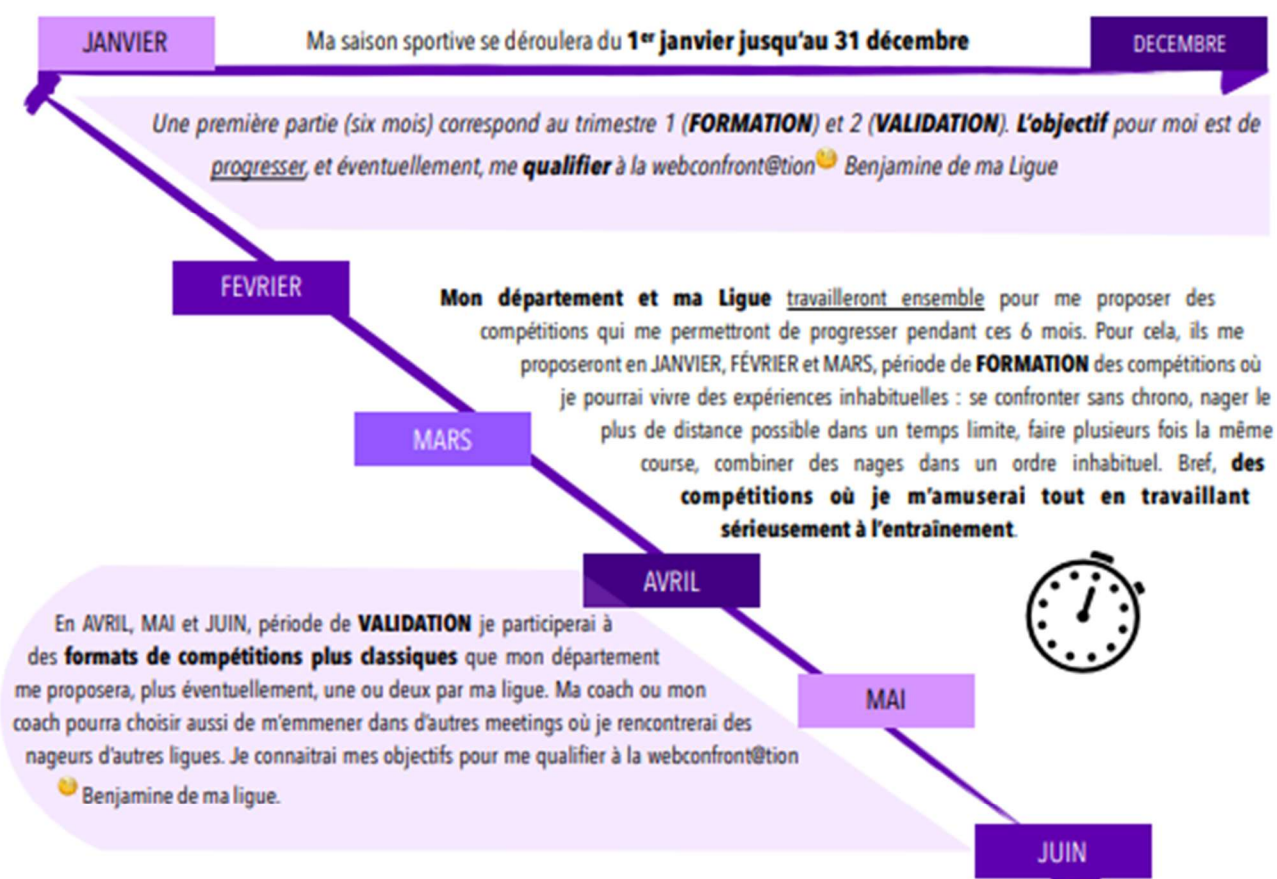 JANVIER
Ma saison sportive se déroulera du 1er janvier jusqu'au 31 décembre
DECEMBRE
Une première partie (six mois) correspond au trimestre 1 (FORMATION) et 2 (VALIDATION). L'objectif pour moi est de
progresser, et éventuellement, me qualifier à la webconfront@tion Benjamine de ma Ligue
FEVRIER
Mon département et ma Ligue travailleront ensemble pour me proposer des
compétitions qui me permettront de progresser pendant ces 6 mois. Pour cela, ils me
proposeront en JANVIER, FÉVRIER et MARS, période de FORMATION des compétitions où
je pourrai vivre des expériences inhabituelles : se confronter sans chrono, nager le
plus de distance possible dans un temps limite, faire plusieurs fois la même
course, combiner des nages dans un ordre inhabituel. Bref, des
compétitions où je m'amuserai tout en travaillant
sérieusement à l'entraînement.
MARS
AVRIL
En AVRIL, MAI et JUIN, période de VALIDATION je participerai à
des formats de compétitions plus classiques que mon département
me proposera, plus éventuellement, une ou deux par ma ligue. Ma coach ou mon
coach pourra choisir aussi de m'emmener dans d'autres meetings où je rencontrerai des
nageurs d'autres ligues. Je connaitrai mes objectifs pour me qualifier à la webconfront@tion
Benjamine de ma ligue.
MAI
JUIN